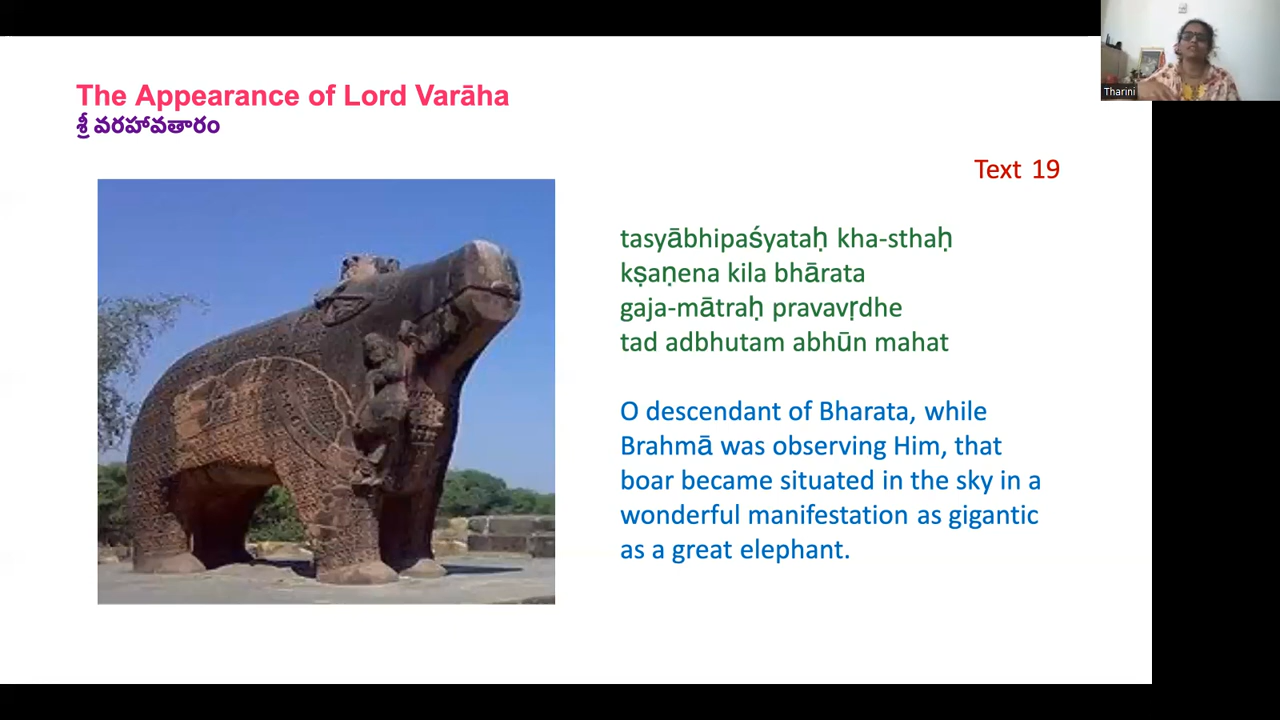 The Appearance of Lord Varāha
శ్రీ వరహావతారం
Tharini
Text 19
tasyābhipaśyataḥ kha-sthaḥ
kṣaṇena kila bhārata
gaja-mātraḥ pravavṛdhe
tad adbhutam abhūn mahat
O descendant of Bharata, while
Brahmā was observing Him, that
boar became situated in the sky in a
wonderful manifestation as gigantic
as a great elephant.